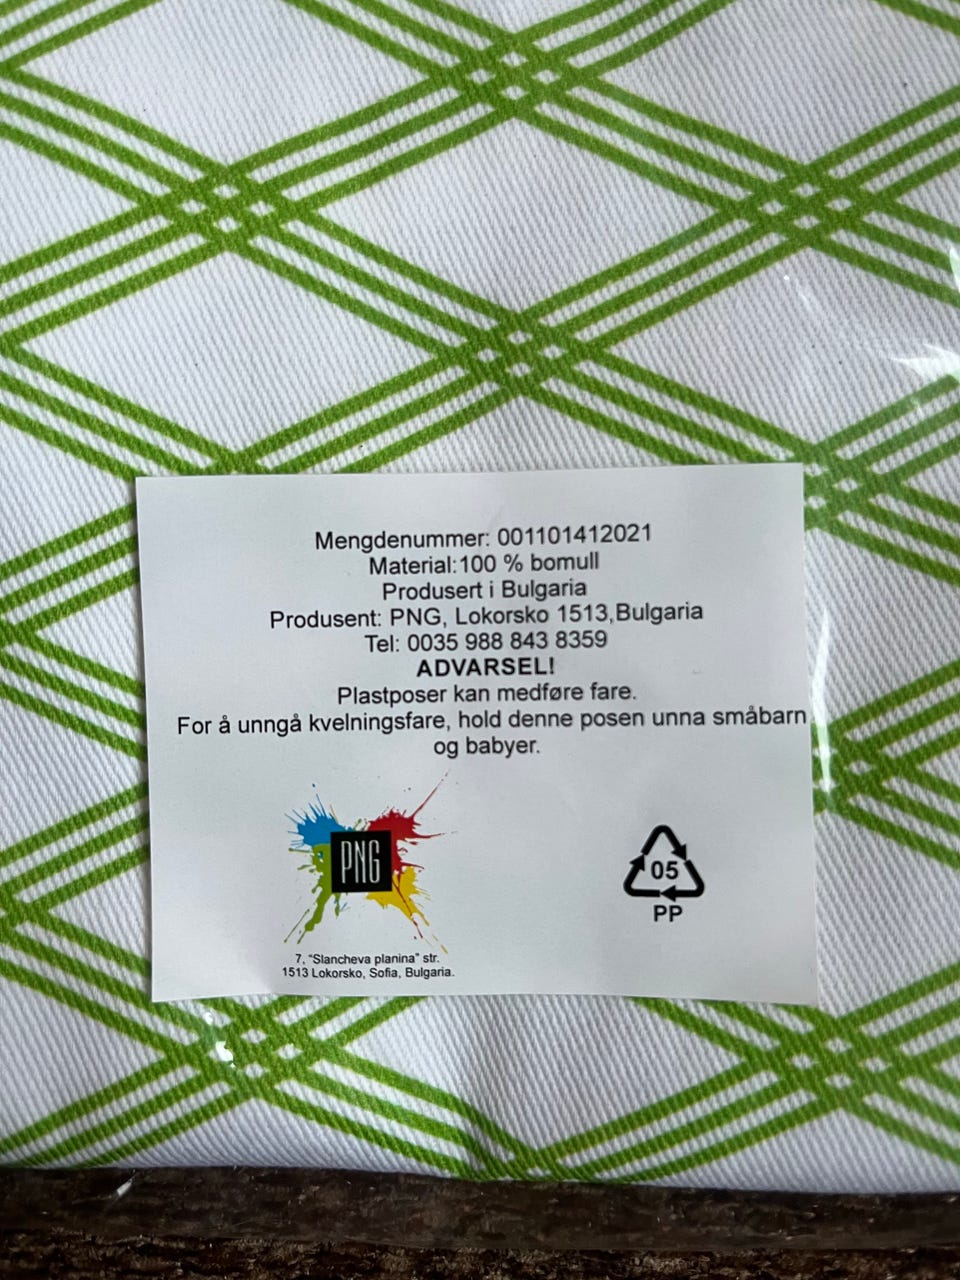 Mengdenummer: 001101412021
Material:100 % bomull
Produsert i Bulgaria
Produsent: PNG, Lokorsko 1513,Bulgaria
Tel: 0035 988 843 8359
ADVARSEL!
Plastposer kan medføre fare.
For å unngå kvelningsfare, hold denne posen unna småbarn
og babyer.
PNG
05
PP
7, “Slancheva planina” str.
1513 Lokorsko, Sofia, Bulgaria.